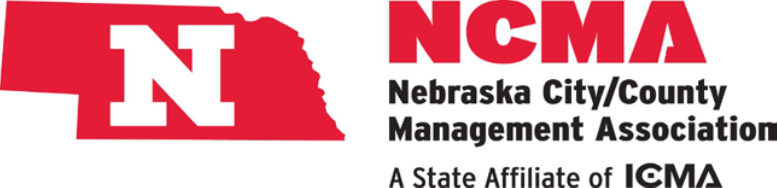 N
NCMA
Nebraska City/County
Management Association
A State Affiliate of ICMA